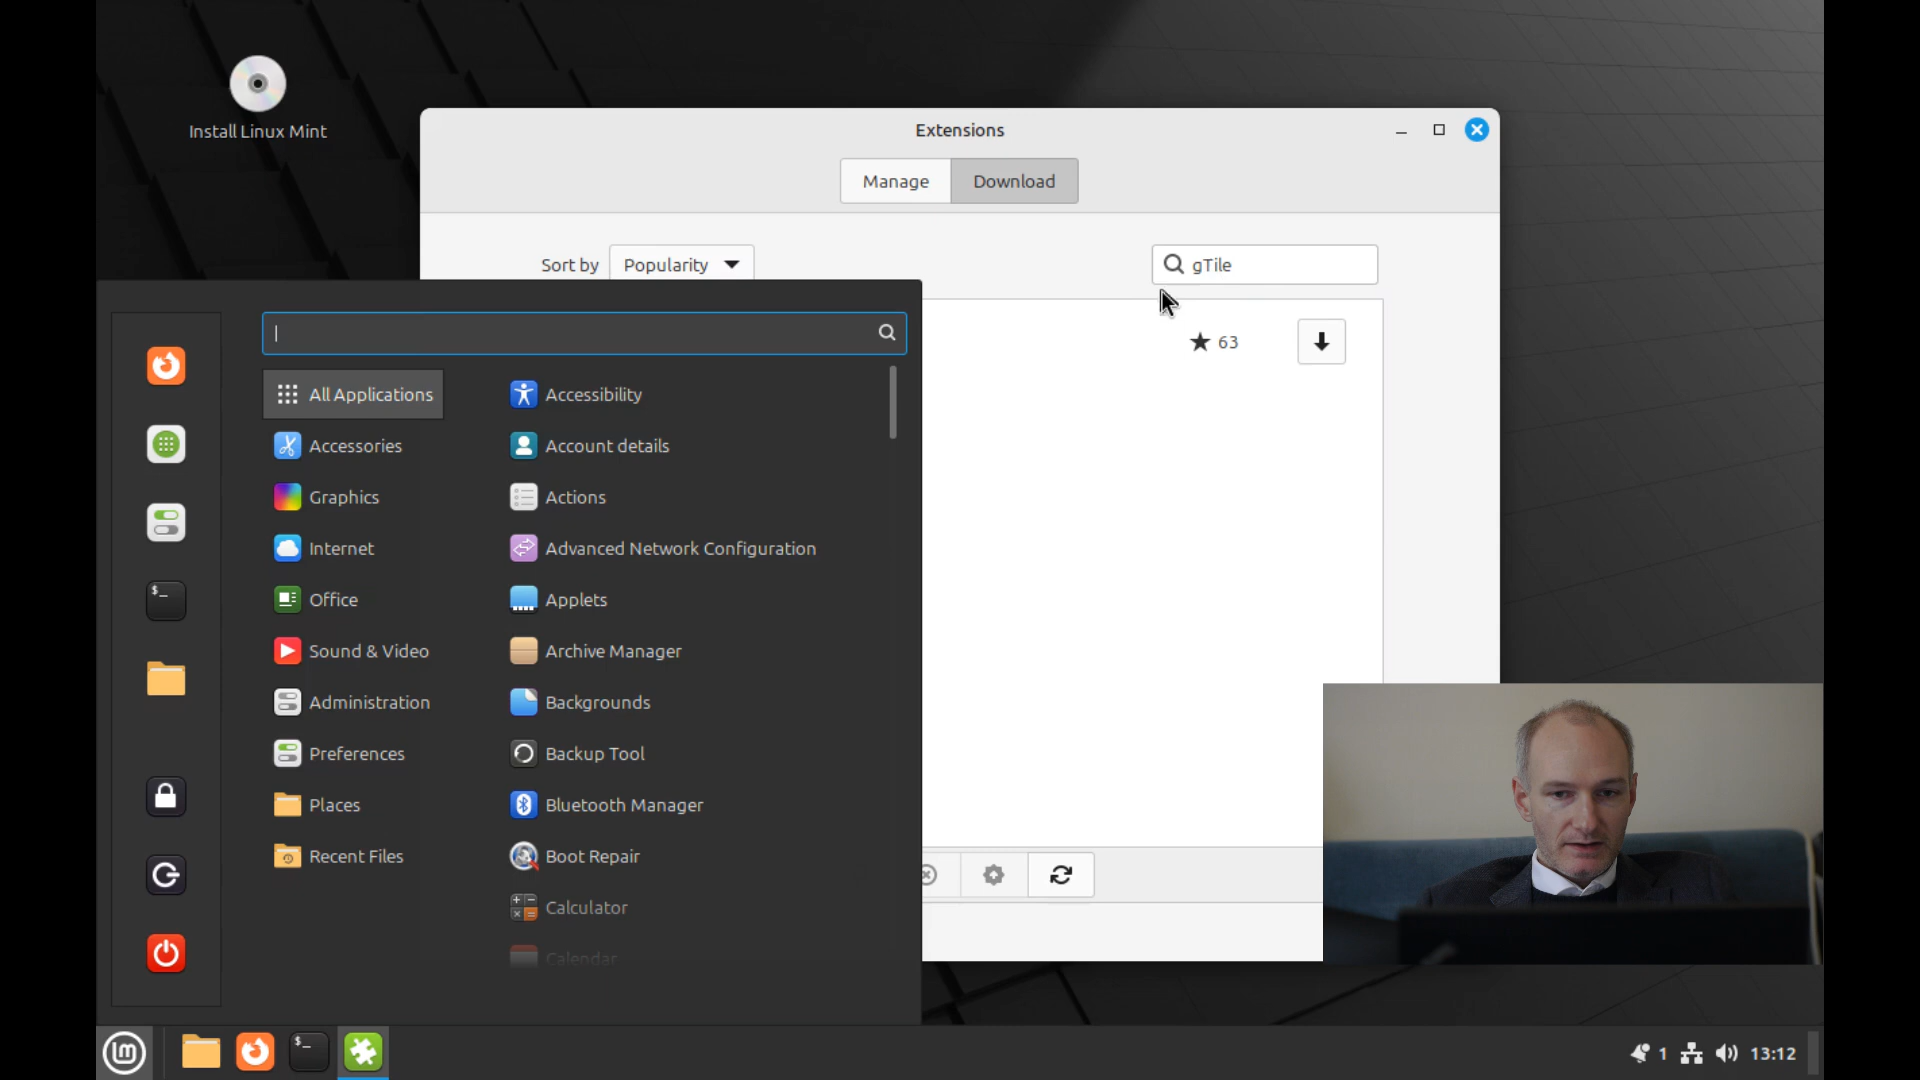 Install Linux Mint
Extensions
Manage
Download
Sort by
Popularity
gTile
63
All Applications
Accessories
Graphics
Internet
Office
Sound & Video
Administration
Preferences
Places
Recent Files
Accessibility
Account details
Actions
Advanced Network Configuration
Applets
Archive Manager
Backgrounds
Backup Tool
Bluetooth Manager
Boot Repair
Calculator
Calendar
1
13:12